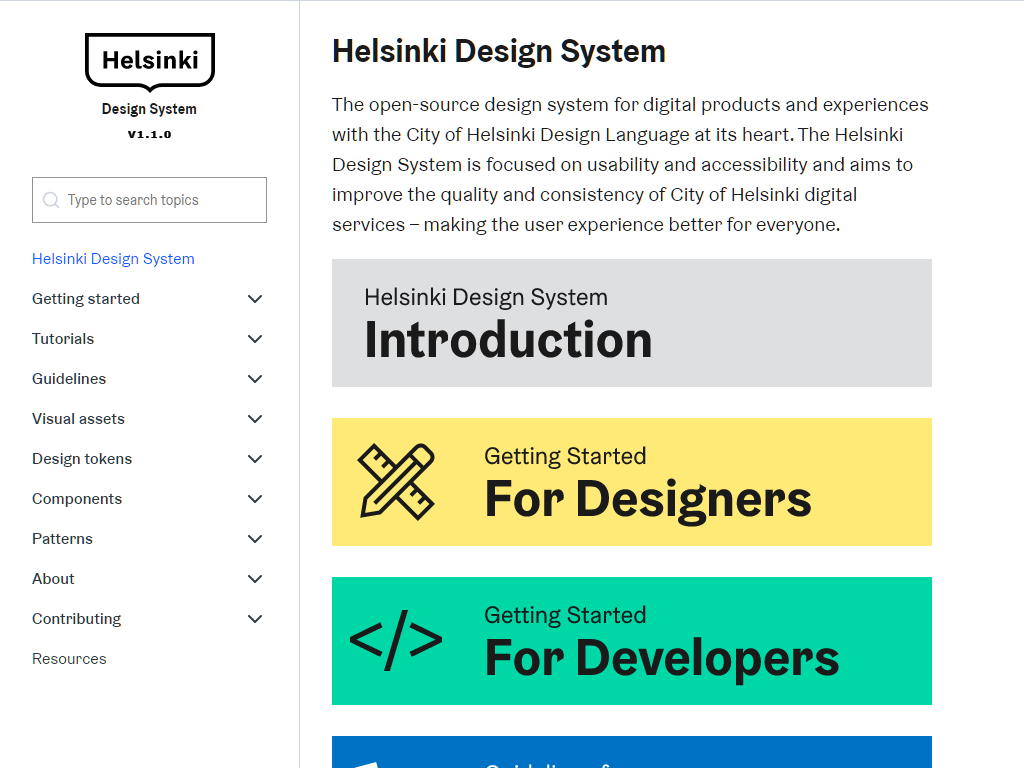 Helsinki
Design System
V1.1.0
Type to search topics
Helsinki Design System
Getting started
Tutorials
Guidelines
Visual assets
Design tokens
Components
Patterns
About
Contributing
Resources
Helsinki Design System
The open-source design system for digital products and experiences
with the City of Helsinki Design Language at its heart. The Helsinki
Design System is focused on usability and accessibility and aims to
improve the quality and consistency of City of Helsinki digital
services – making the user experience better for everyone.
Helsinki Design System
Introduction
Getting Started
For Designers
</>
Getting Started
For Developers